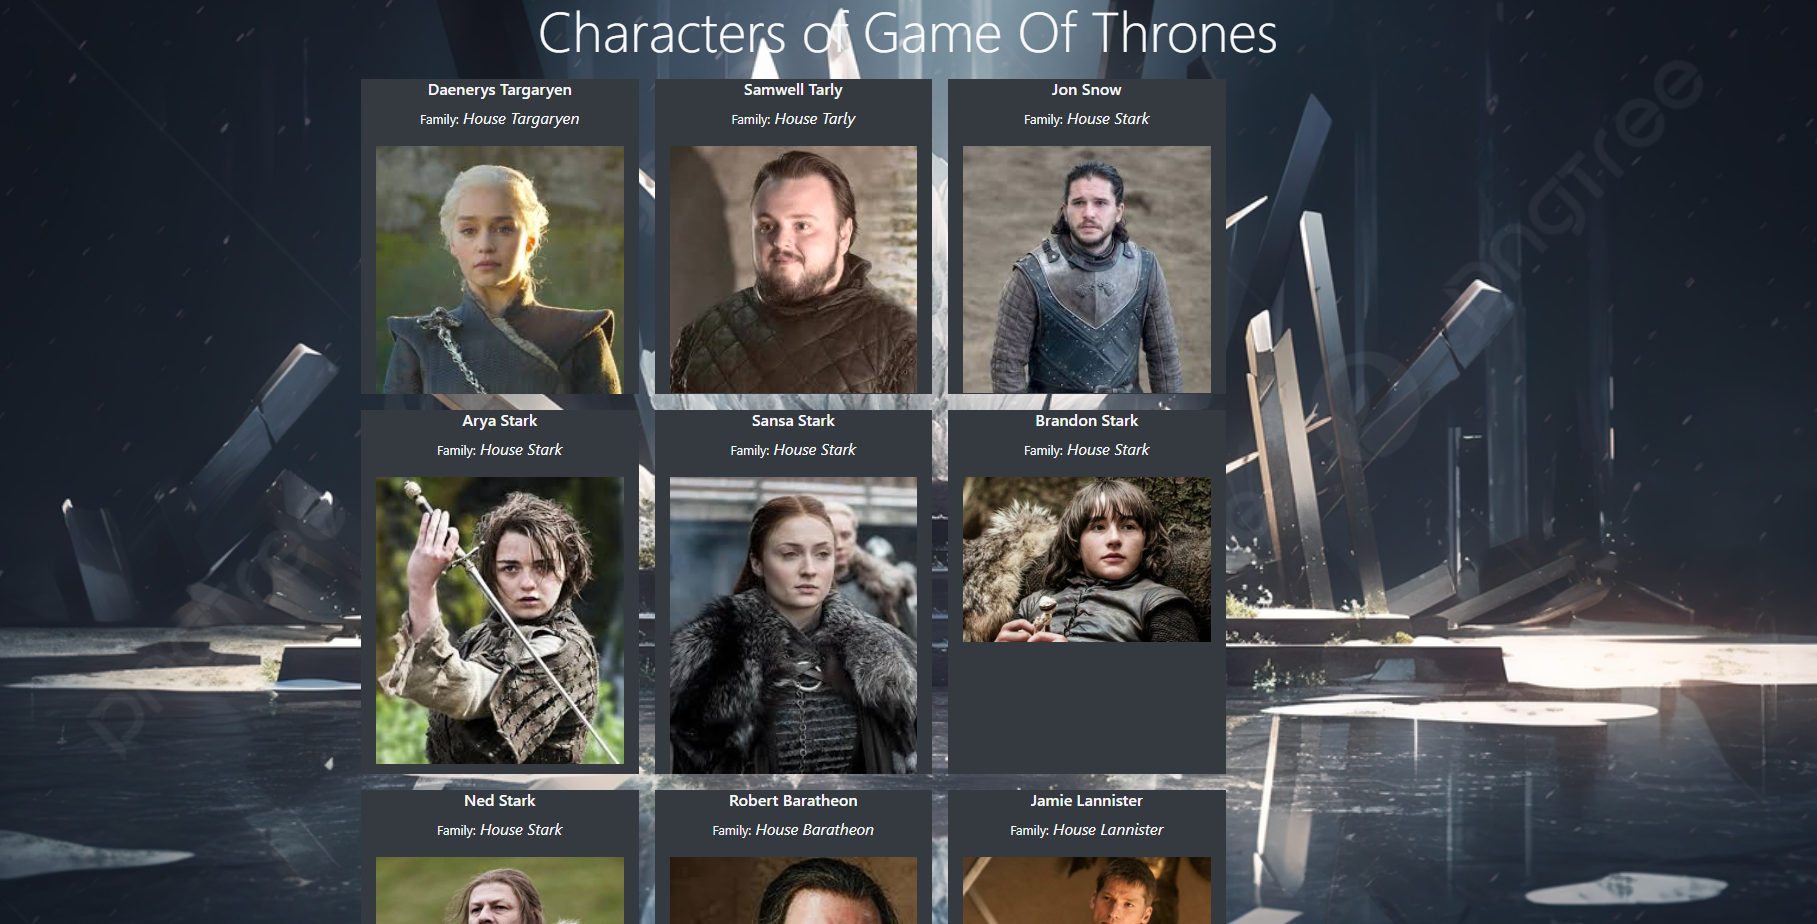 Characters of Game Of Thrones
Daenerys Targaryen
Family: House Targaryen
Samwell Tarly
Family: House Tarly
Jon Snow
Family: House Stark
Arya Stark
Family: House Stark
Sansa Stark
Family: House Stark
Brandon Stark
Family: House Stark
Ned Stark
Family: House Stark
Robert Baratheon
Family: House Baratheon
Jamie Lannister
Family: House Lannister
pngtree